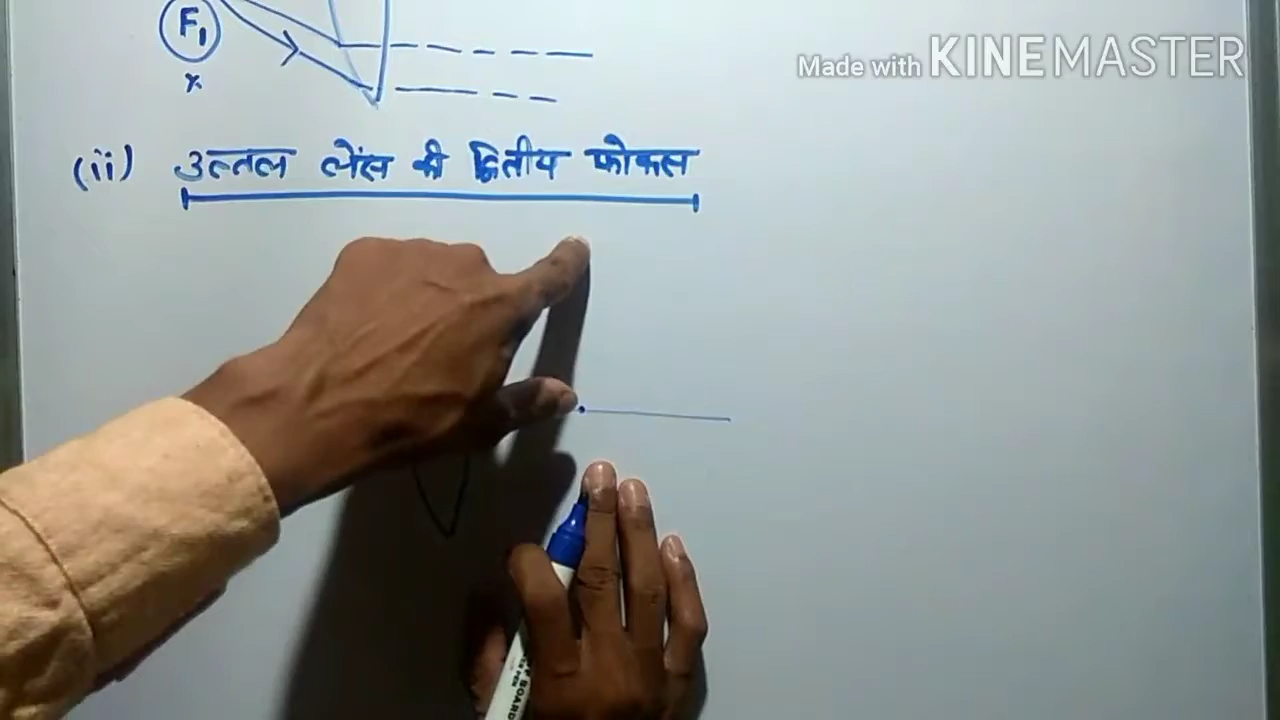 Made with KINEMASTER
F₁
x
(ii) उत्तल लेंस की द्वितीय फोकस